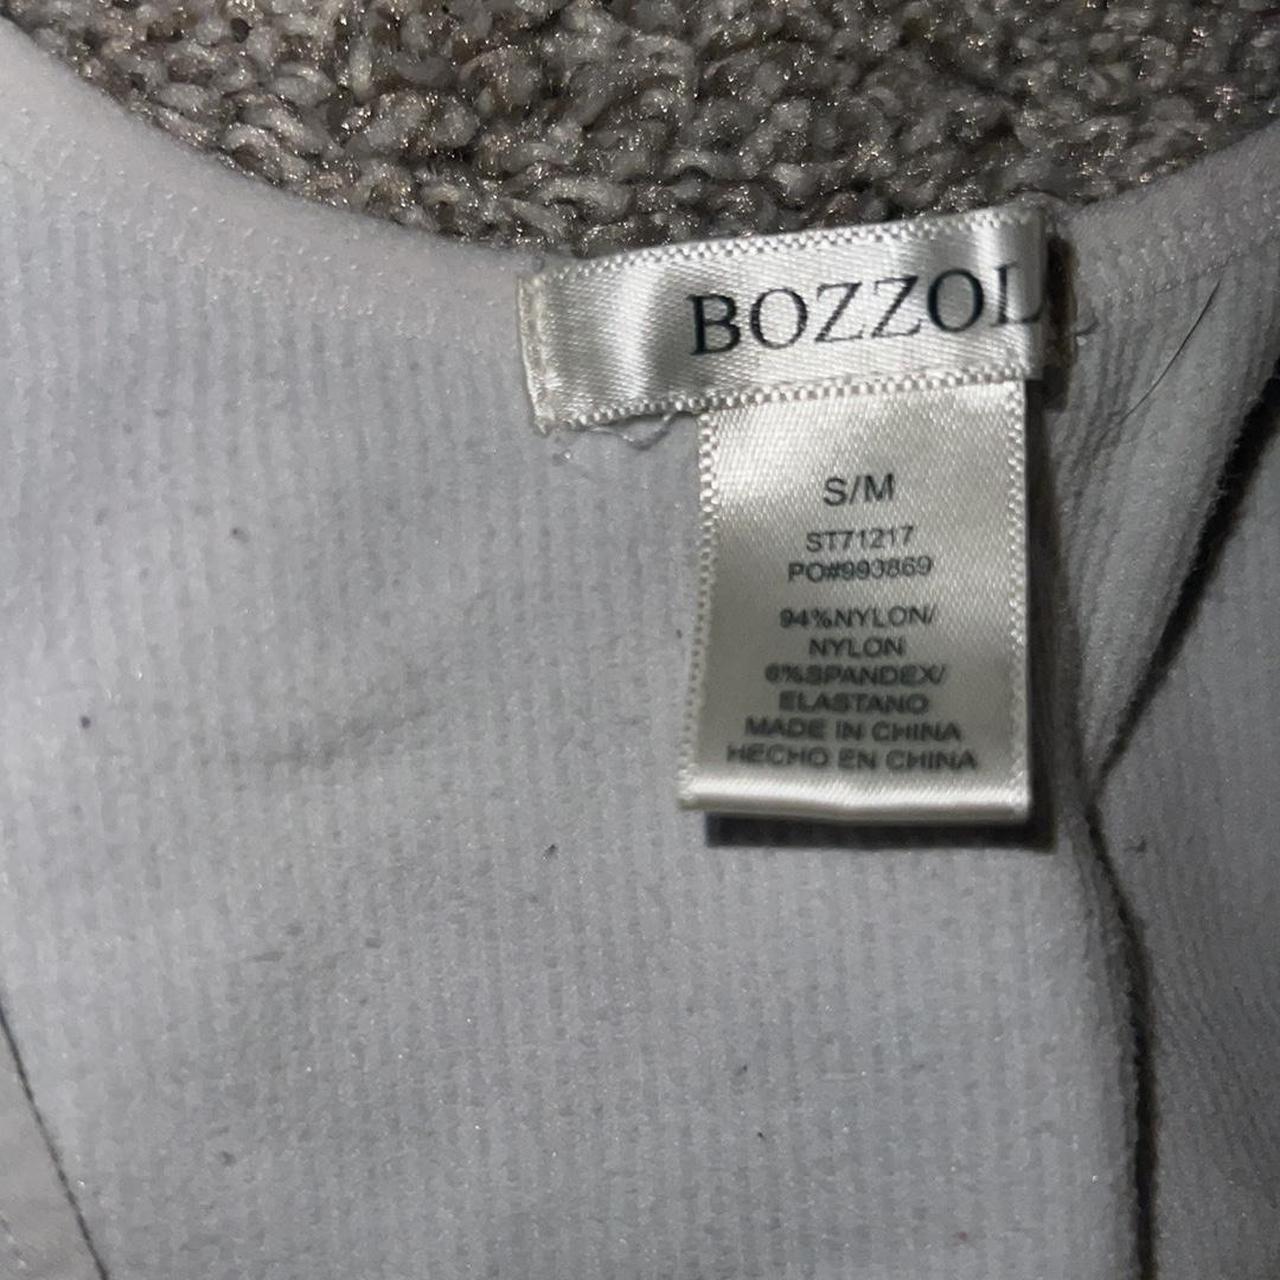 BOZZOL
S/M
ST71217
PO#993869
94%NYLON/
NYLON
6%SPANDEX/
ELASTANO
MADE IN CHINA
HECHO EN CHINA